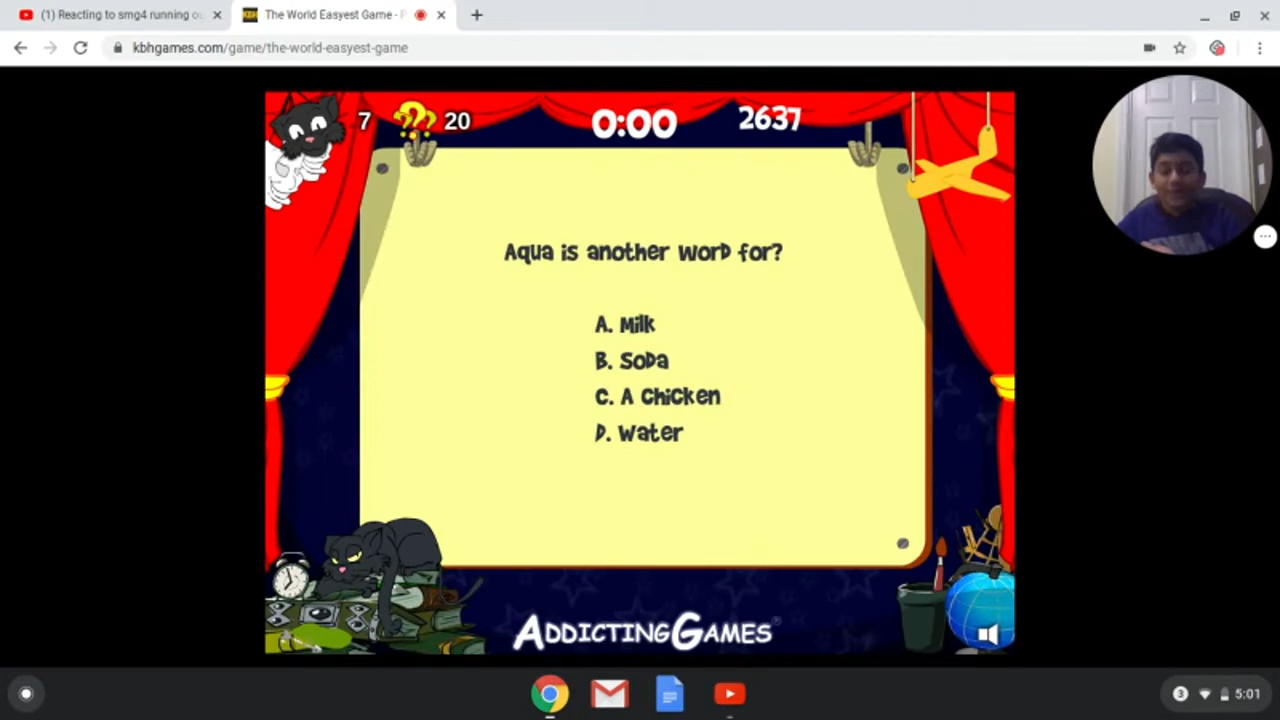 (1) Reacting to smg4 running o
The World Easyest Game -
kbhgames.com/game/the-world-easyest-game
7 20 0:00 2637
Aqua is another word for?
A. Milk
B. Soda
C. A Chicken
D. Water
AddictingGames
3 5:01